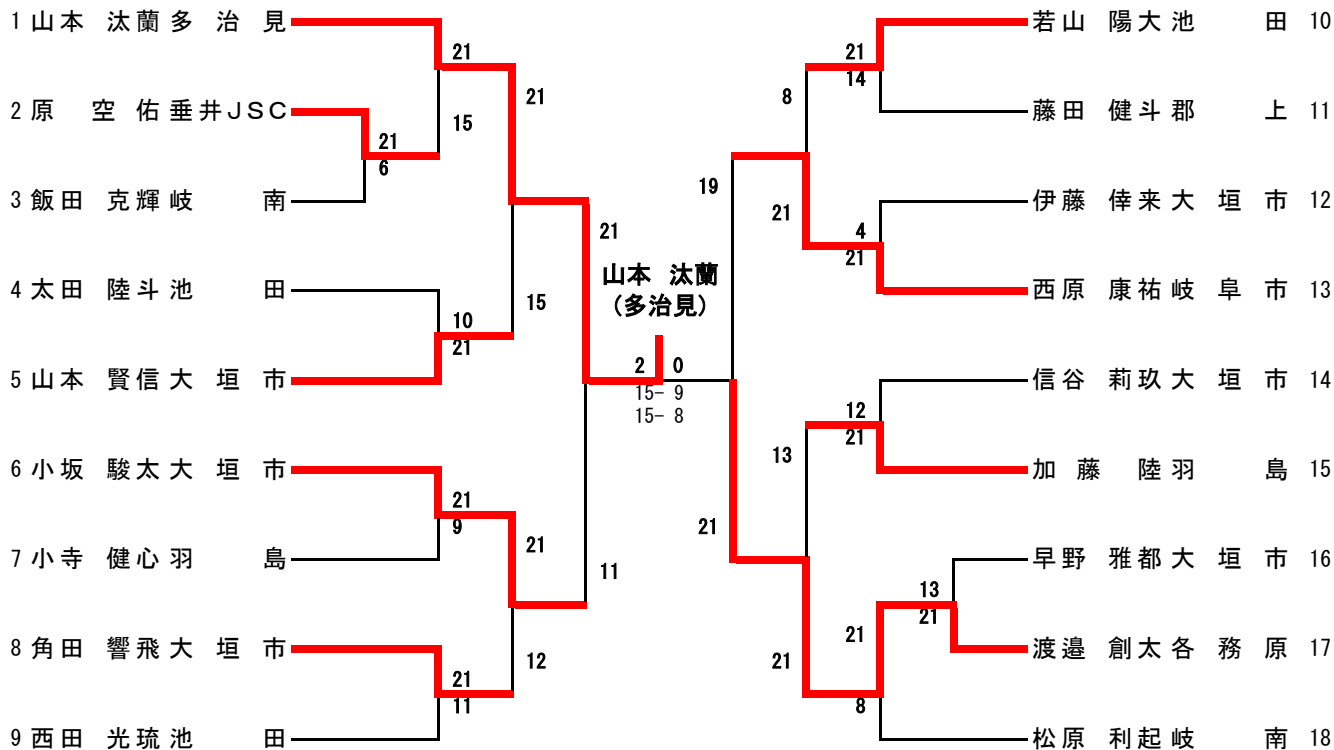 1 山本 汰蘭 多治見
21
2 原 空佑 垂井JSC
15
21
6
3 飯田 克輝 岐南
21
4 太田 陸斗 池田
15
10
21
5 山本 賢信 大垣市
6 小坂 駿太 大垣市
21
9
7 小寺 健心 羽島
21
8 角田 響飛 大垣市
12
21
11
9 西田 光琉 池田
21
11
山本 汰蘭
(多治見)
2 0
15- 9
15- 8
19
21
若山 陽大 池田 10
21
14
藤田 健斗 郡上 11
8
伊藤 倖来 大垣市 12
21
4
21
西原 康祐 岐阜市 13
信谷 莉玖 大垣市 14
12
21
13
加藤 陸 羽島 15
早野 雅都 大垣市 16
13
21
渡邉 創太 各務原 17
21
21
8
松原 利起 岐南 18